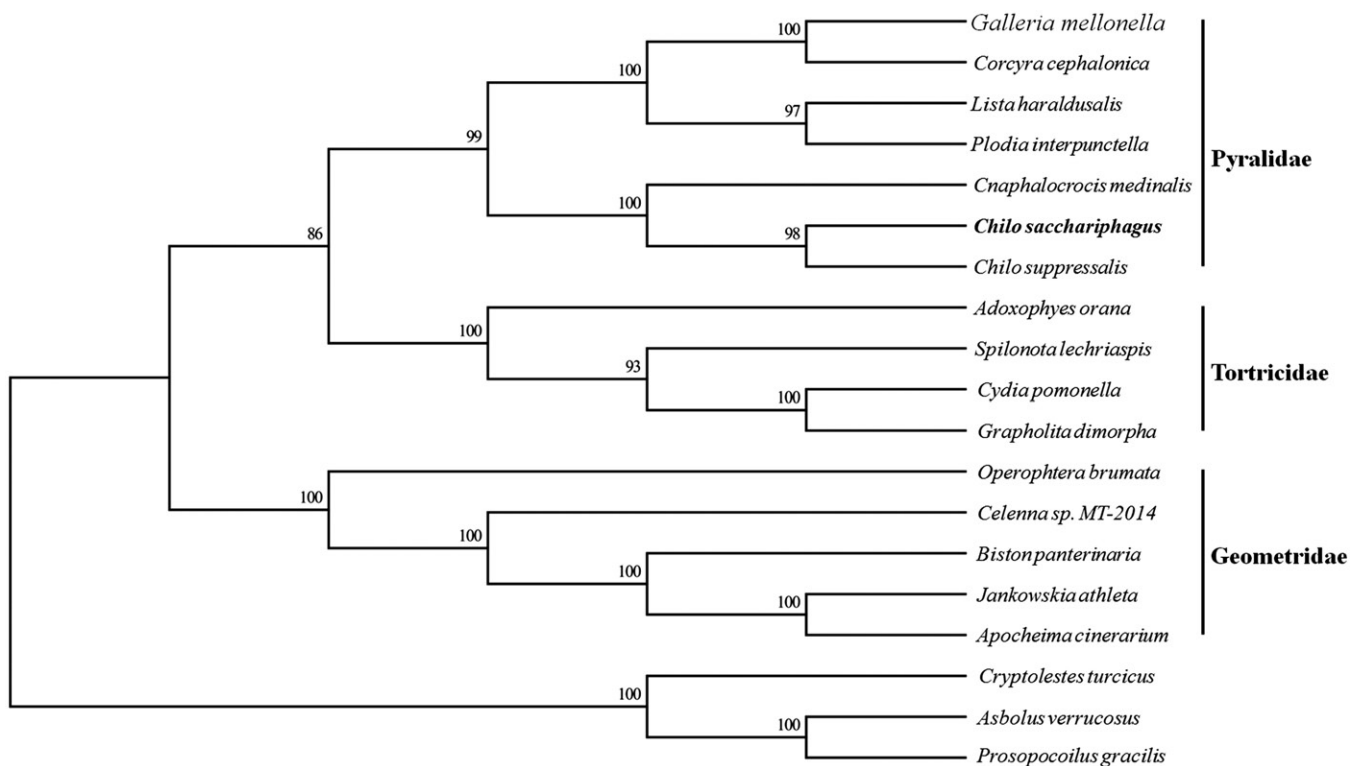 100
Galleria mellonella
Corcyra cephalonica
100
97
Lista haraldusalis
Plodia interpunctella
99
Pyralidae
100
Cnaphalocrocis medinalis
98
Chilo sacchariphagus
Chilo suppressalis
86
100
Adoxophyes orana
93
Spilonota lechriaspis
Tortricidae
100
Cydia pomonella
Grapholita dimorpha
100
Operophtera brumata
100
Celenna sp. MT-2014
100
Biston panterinaria
Geometridae
100
Jankowskia athleta
Apocheima cinerarium
100
Cryptolestes turcicus
100
Asbolus verrucosus
Prosopocoilus gracilis